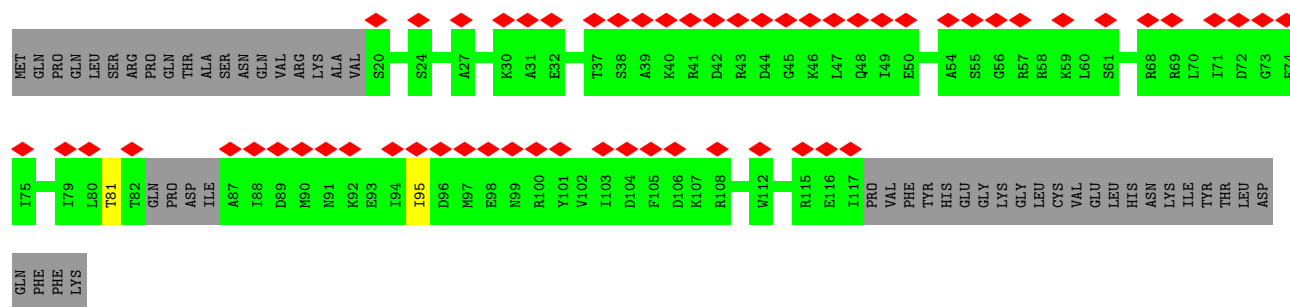 MET GLN PRO GLN LEU SER ARG PRO GLN THR ALA SER ASN GLN VAL ARG LYS ALA VAL S20 S24 A27 K30 A31 E32 T37 S38 A39 K40 R41 D42 R43 D44 G45 K46 L47 Q48 I49 E50 A54 S55 G56 R57 R58 K59 L60 S61 R68 R69 L70 I71 D72 G73
I75 I79 L80 T81 T82 GLN PRO ASP ILE A87 I88 D89 M90 N91 K92 E93 I94 I95 D96 M97 E98 N99 R100 Y101 V102 I103 D104 F105 D106 K107 R108 W112 R115 E116 I117 PRO VAL PHE TYR HIS GLU GLY LYS GLY LEU CYS VAL GLU LEU HIS ASN LYS ILE TYR THR LEU ASP
GLN PHE PHE LYS